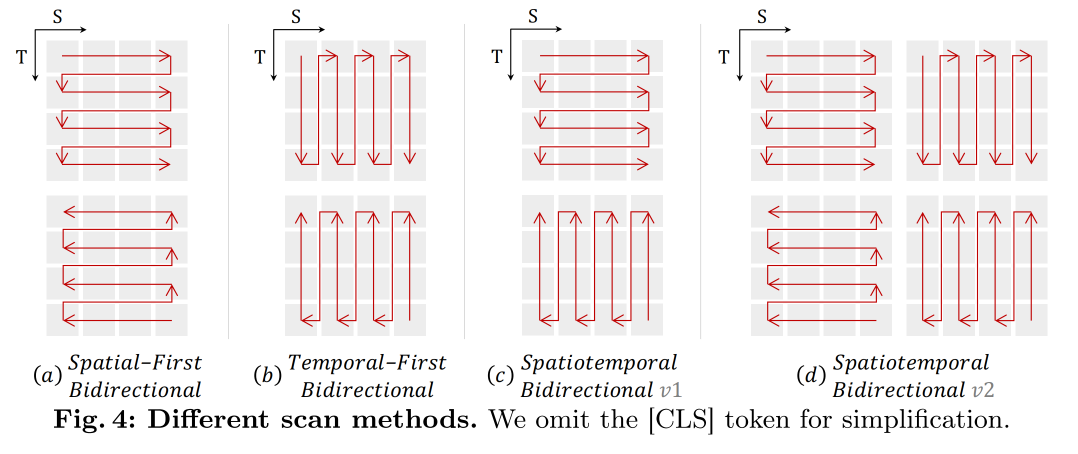 S
T
S
T
S
T
S
T
(a) Spatial–First
Bidirectional
(b) Temporal–First
Bidirectional
(c) Spatiotemporal
Bidirectional v1
(d) Spatiotemporal
Bidirectional v2
Fig. 4: Different scan methods. We omit the [CLS] token for simplification.